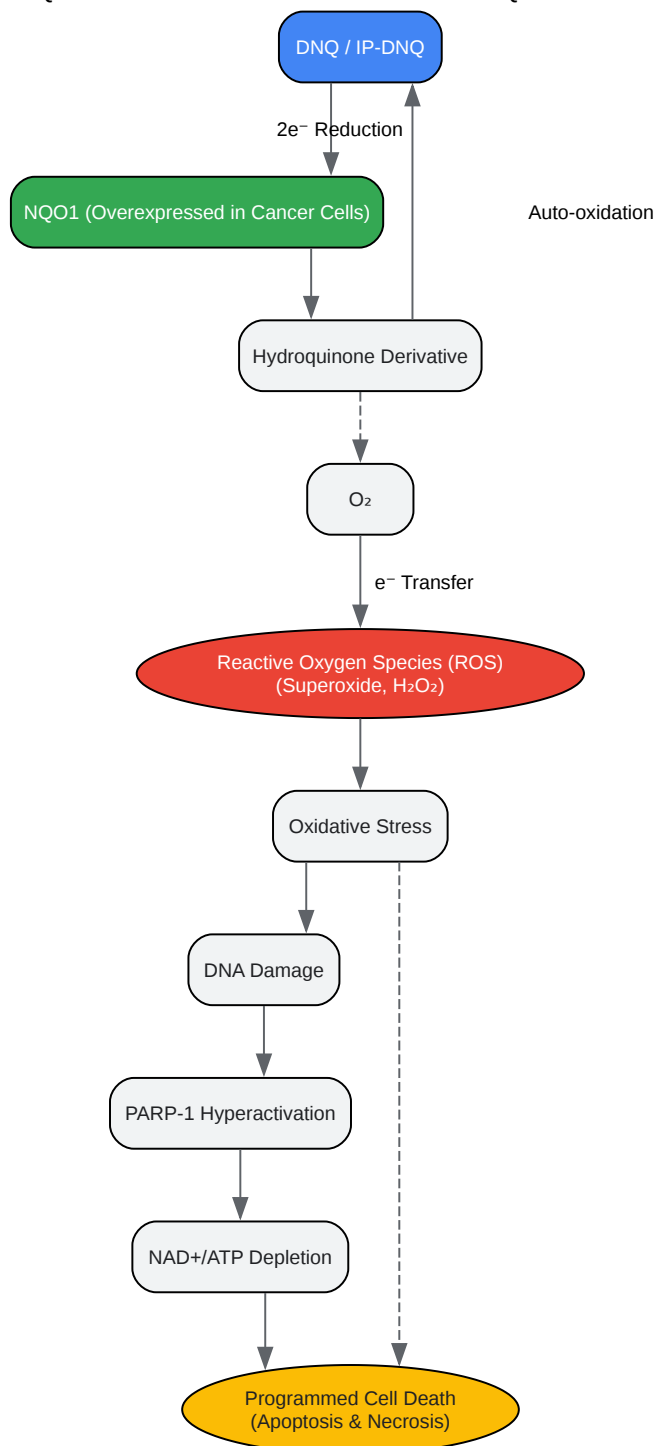 DNQ / IP-DNQ
2e⁻ Reduction
NQO1 (Overexpressed in Cancer Cells)
Auto-oxidation
Hydroquinone Derivative
O₂
e⁻ Transfer
Reactive Oxygen Species (ROS)
(Superoxide, H₂O₂)
Oxidative Stress
DNA Damage
PARP-1 Hyperactivation
NAD+/ATP Depletion
Programmed Cell Death
(Apoptosis & Necrosis)